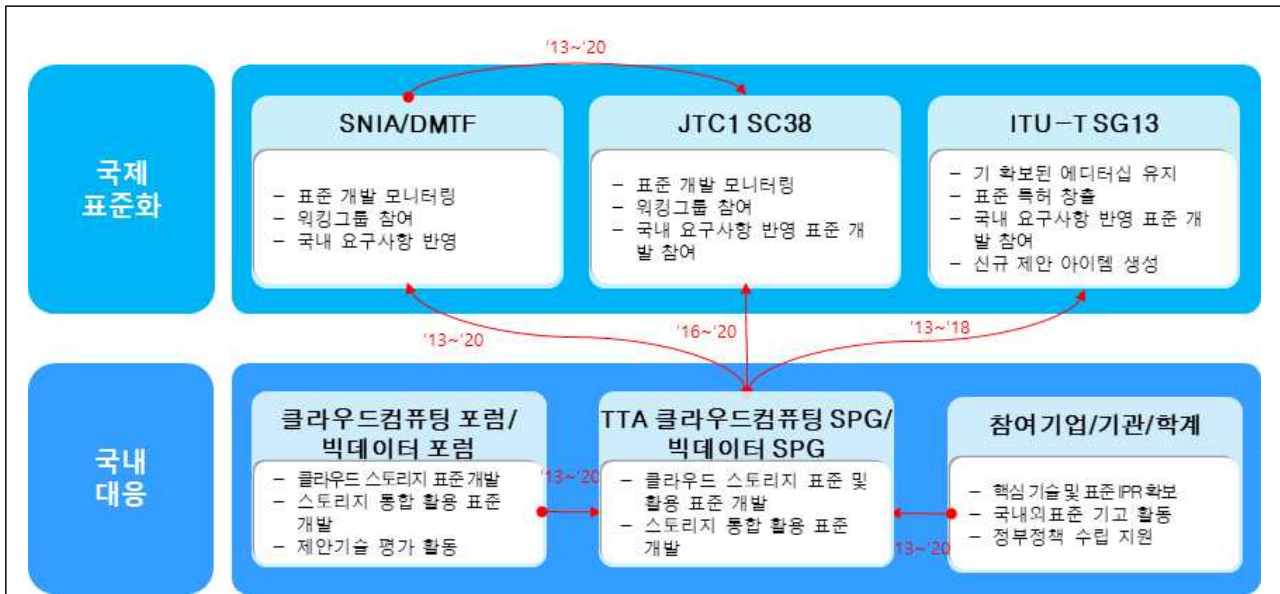 '13~'20
국제
표준화
SNIA/DMTF
– 표준 개발 모니터링
– 워킹그룹 참여
– 국내 요구사항 반영
JTC1 SC38
– 표준 개발 모니터링
– 워킹그룹 참여
– 국내 요구사항 반영 표준 개
발 참여
ITU-T SG13
– 기 확보된 에디터십 유지
– 표준 특허 창출
– 국내 요구사항 반영 표준 개
발 참여
– 신규 제안 아이템 생성
'13~'20
'16~'20
'13~'18
국내
대응
클라우드컴퓨팅 포럼/
빅데이터 포럼
– 클라우드 스토리지 표준 개발
– 스토리지 통합 활용 표준
개발
– 제안기술 평가 활동
'13~'20
TTA 클라우드컴퓨팅 SPG/
빅데이터 SPG
– 클라우드 스토리지 표준 및
활용 표준 개발
– 스토리지 통합 활용 표준
개발
참여기업/기관/학계
– 핵심 기술 및 표준 IPR 확보
– 국내외표준 기고 활동
– 정부정책 수립 지원
13~'20